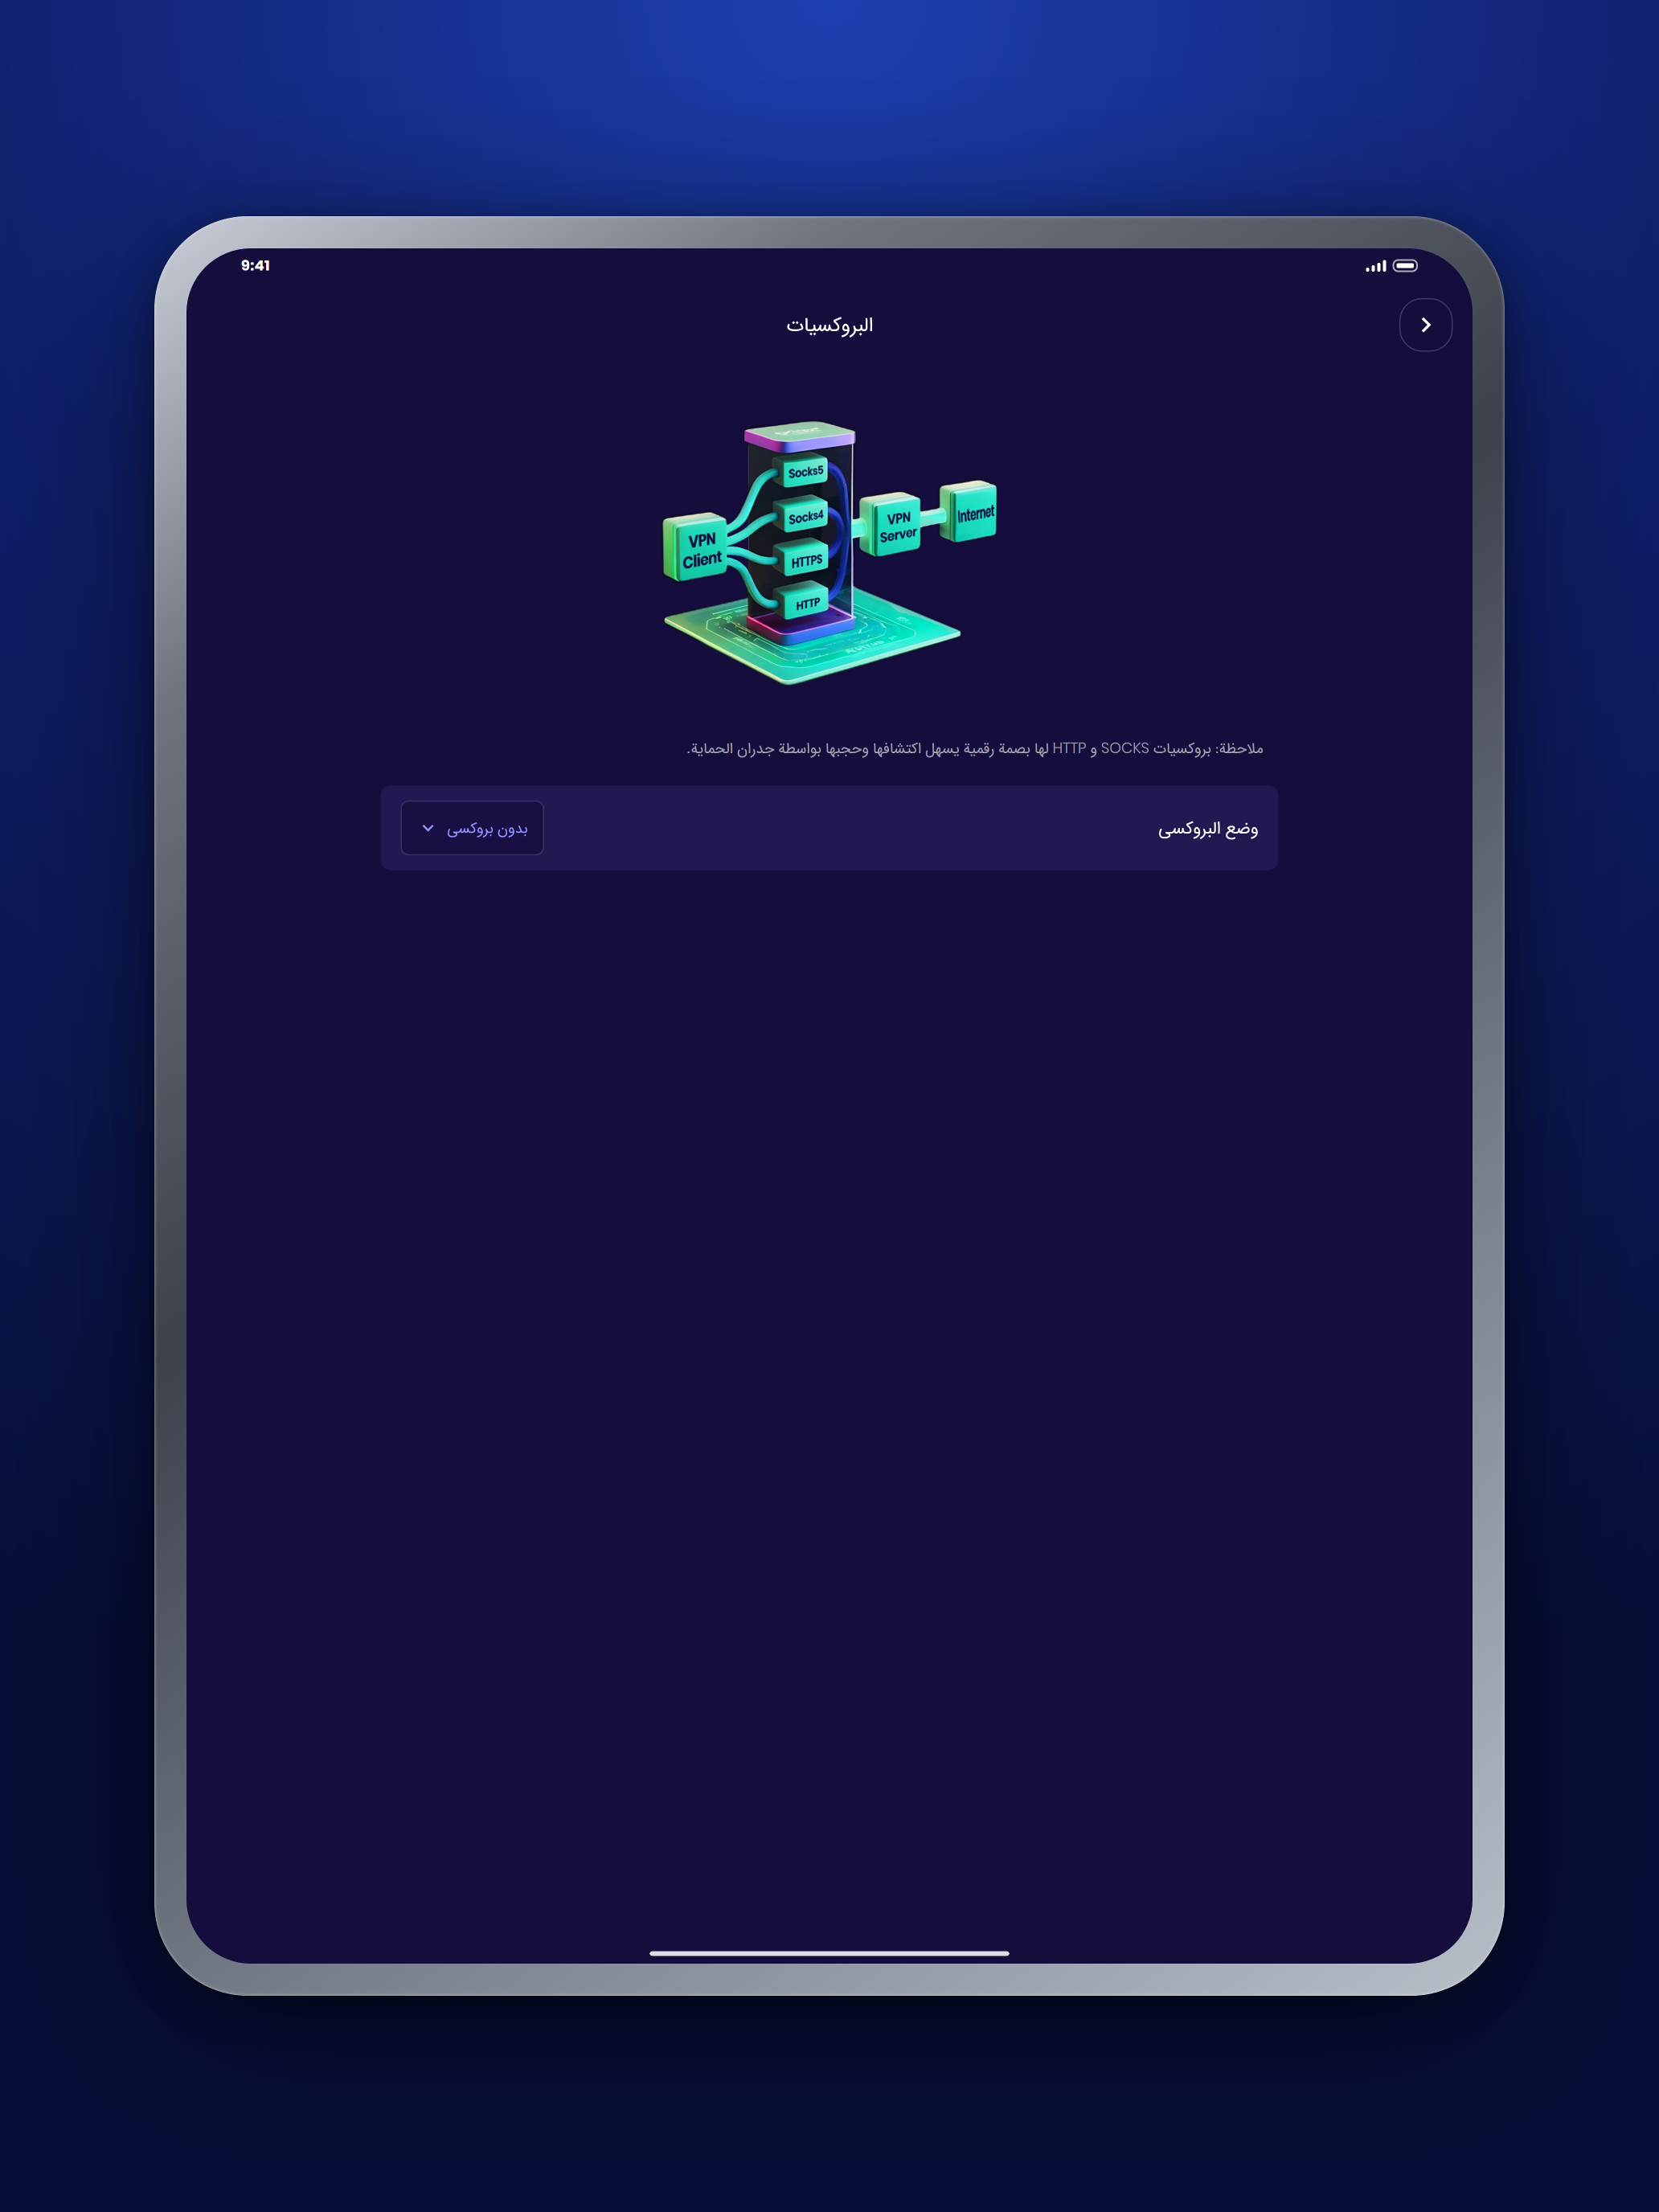 9:41
البروكسيات
Socks5
Socks4
HTTPS
HTTP
VPN
Client
VPN
Server
Internet
ملاحظة: بروكسيات SOCKS و HTTP لها بصمة رقمية يسهل اكتشافها وحجبها بواسطة جدران الحماية.
وضع البروكسي
بدون بروكسي